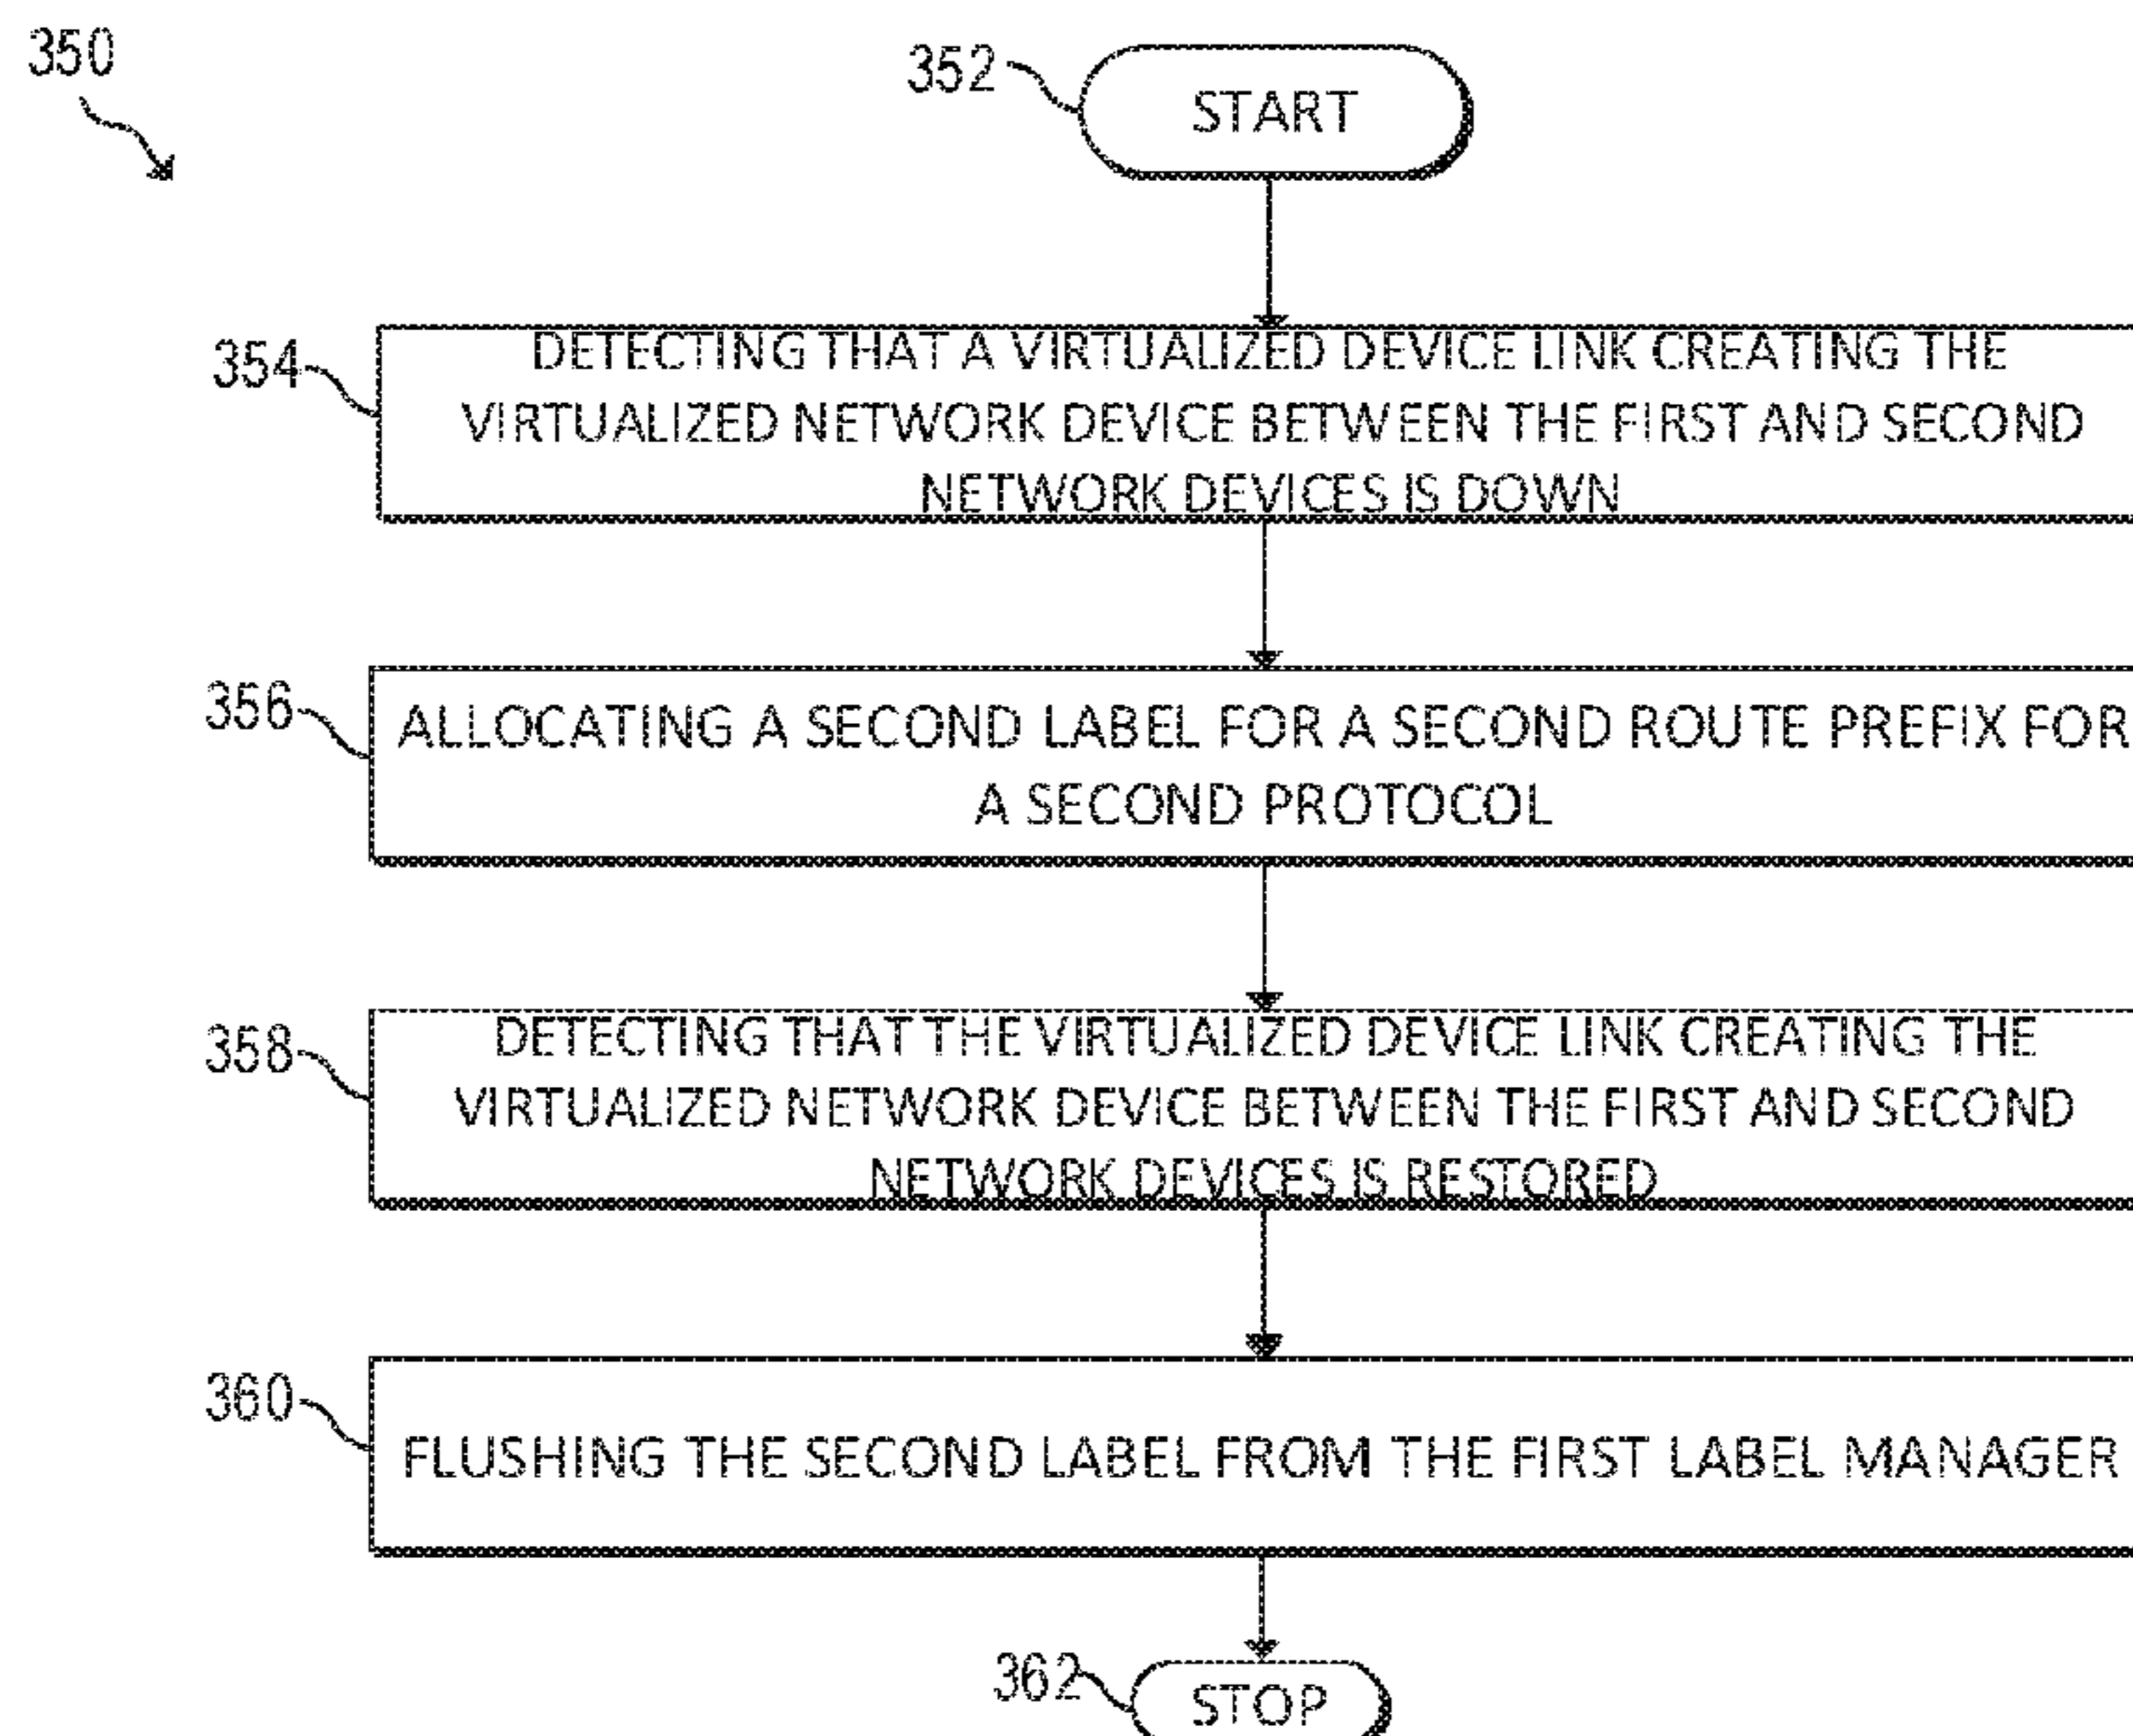 350
352
START
354
DETECTING THAT A VIRTUALIZED DEVICE LINK CREATING THE
VIRTUALIZED NETWORK DEVICE BETWEEN THE FIRST AND SECOND
NETWORK DEVICES IS DOWN
356
ALLOCATING A SECOND LABEL FOR A SECOND ROUTE PREFIX FOR
A SECOND PROTOCOL
358
DETECTING THAT THE VIRTUALIZED DEVICE LINK CREATING THE
VIRTUALIZED NETWORK DEVICE BETWEEN THE FIRST AND SECOND
NETWORK DEVICES IS RESTORED
360
FLUSHING THE SECOND LABEL FROM THE FIRST LABEL MANAGER
362
STOP